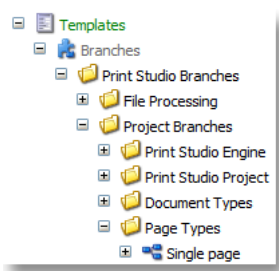 Templates
Branches
Print Studio Branches
File Processing
Project Branches
Print Studio Engine
Print Studio Project
Document Types
Page Types
Single page